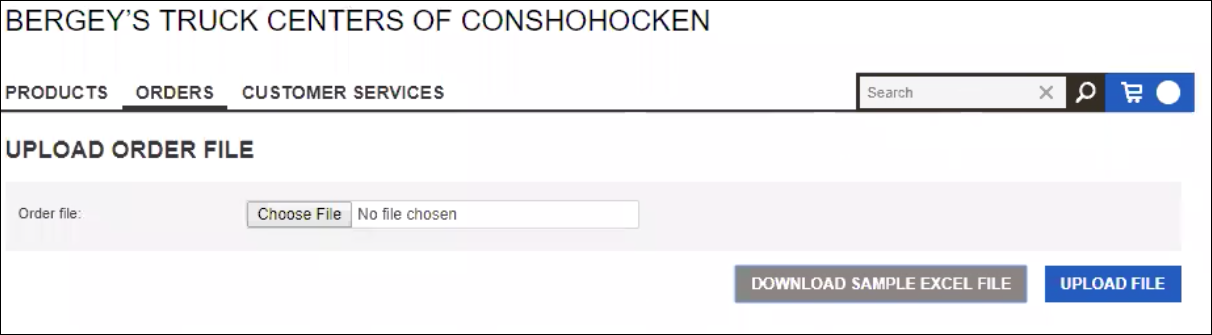 BERGEY’S TRUCK CENTERS OF CONSHOHOCKEN
PRODUCTS ORDERS CUSTOMER SERVICES Search
UPLOAD ORDER FILE
Order file: Choose File No file chosen
DOWNLOAD SAMPLE EXCEL FILE UPLOAD FILE